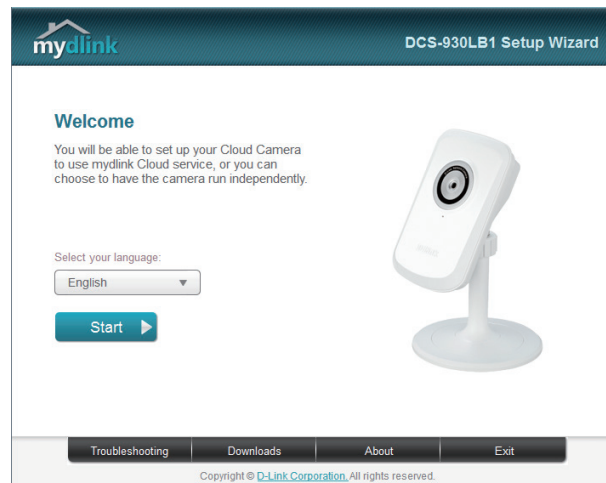 mydlink
DCS-930LB1 Setup Wizard
Welcome
You will be able to set up your Cloud Camera
to use mydlink Cloud service, or you can
choose to have the camera run independently.
Select your language:
English
Start
Troubleshooting Downloads About Exit
Copyright © D-Link Corporation. All rights reserved.